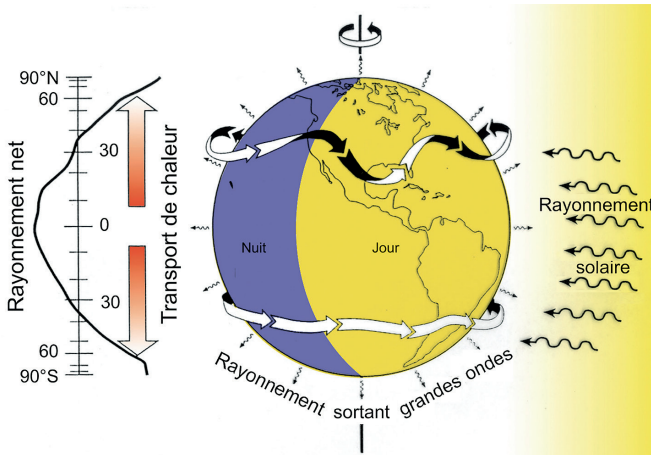 90°N
60
30
0
30
60
90°S
Rayonnement net
Transport de chaleur
Nuit
Jour
Rayonnement
solaire
Rayonnement sortant grandes ondes